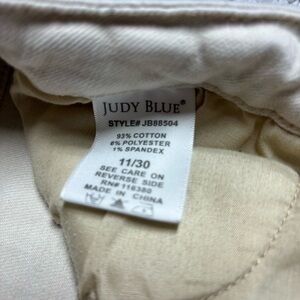 JUDY BLUE®
STYLE# JB88504
93% COTTON
6% POLYESTER
1% SPANDEX
11/30
SEE CARE ON
REVERSE SIDE
RN# 116380
MADE IN CHINA